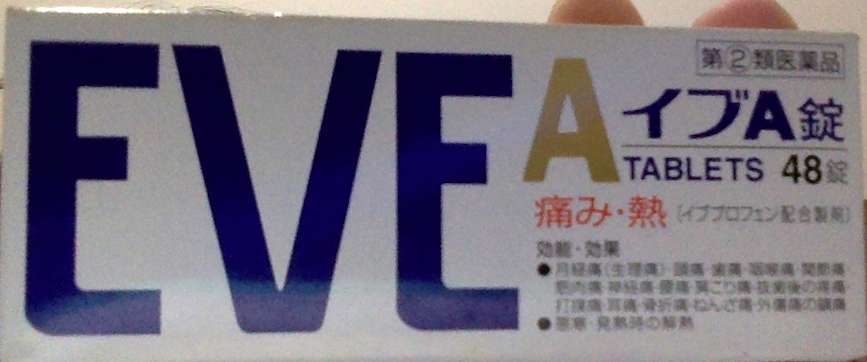 EVE A
第②類医薬品
イブA錠
TABLETS 48錠
痛み・熱 [イブプロフェン配合製剤]
効能・効果
●月経痛(生理痛)・頭痛・歯痛・咽喉痛・関節痛・
筋肉痛・神経痛・腰痛・肩こり痛・抜歯後の疼痛・
打撲痛・耳痛・骨折痛・ねんざ痛・外傷痛の鎮痛
●悪寒・発熱時の解熱